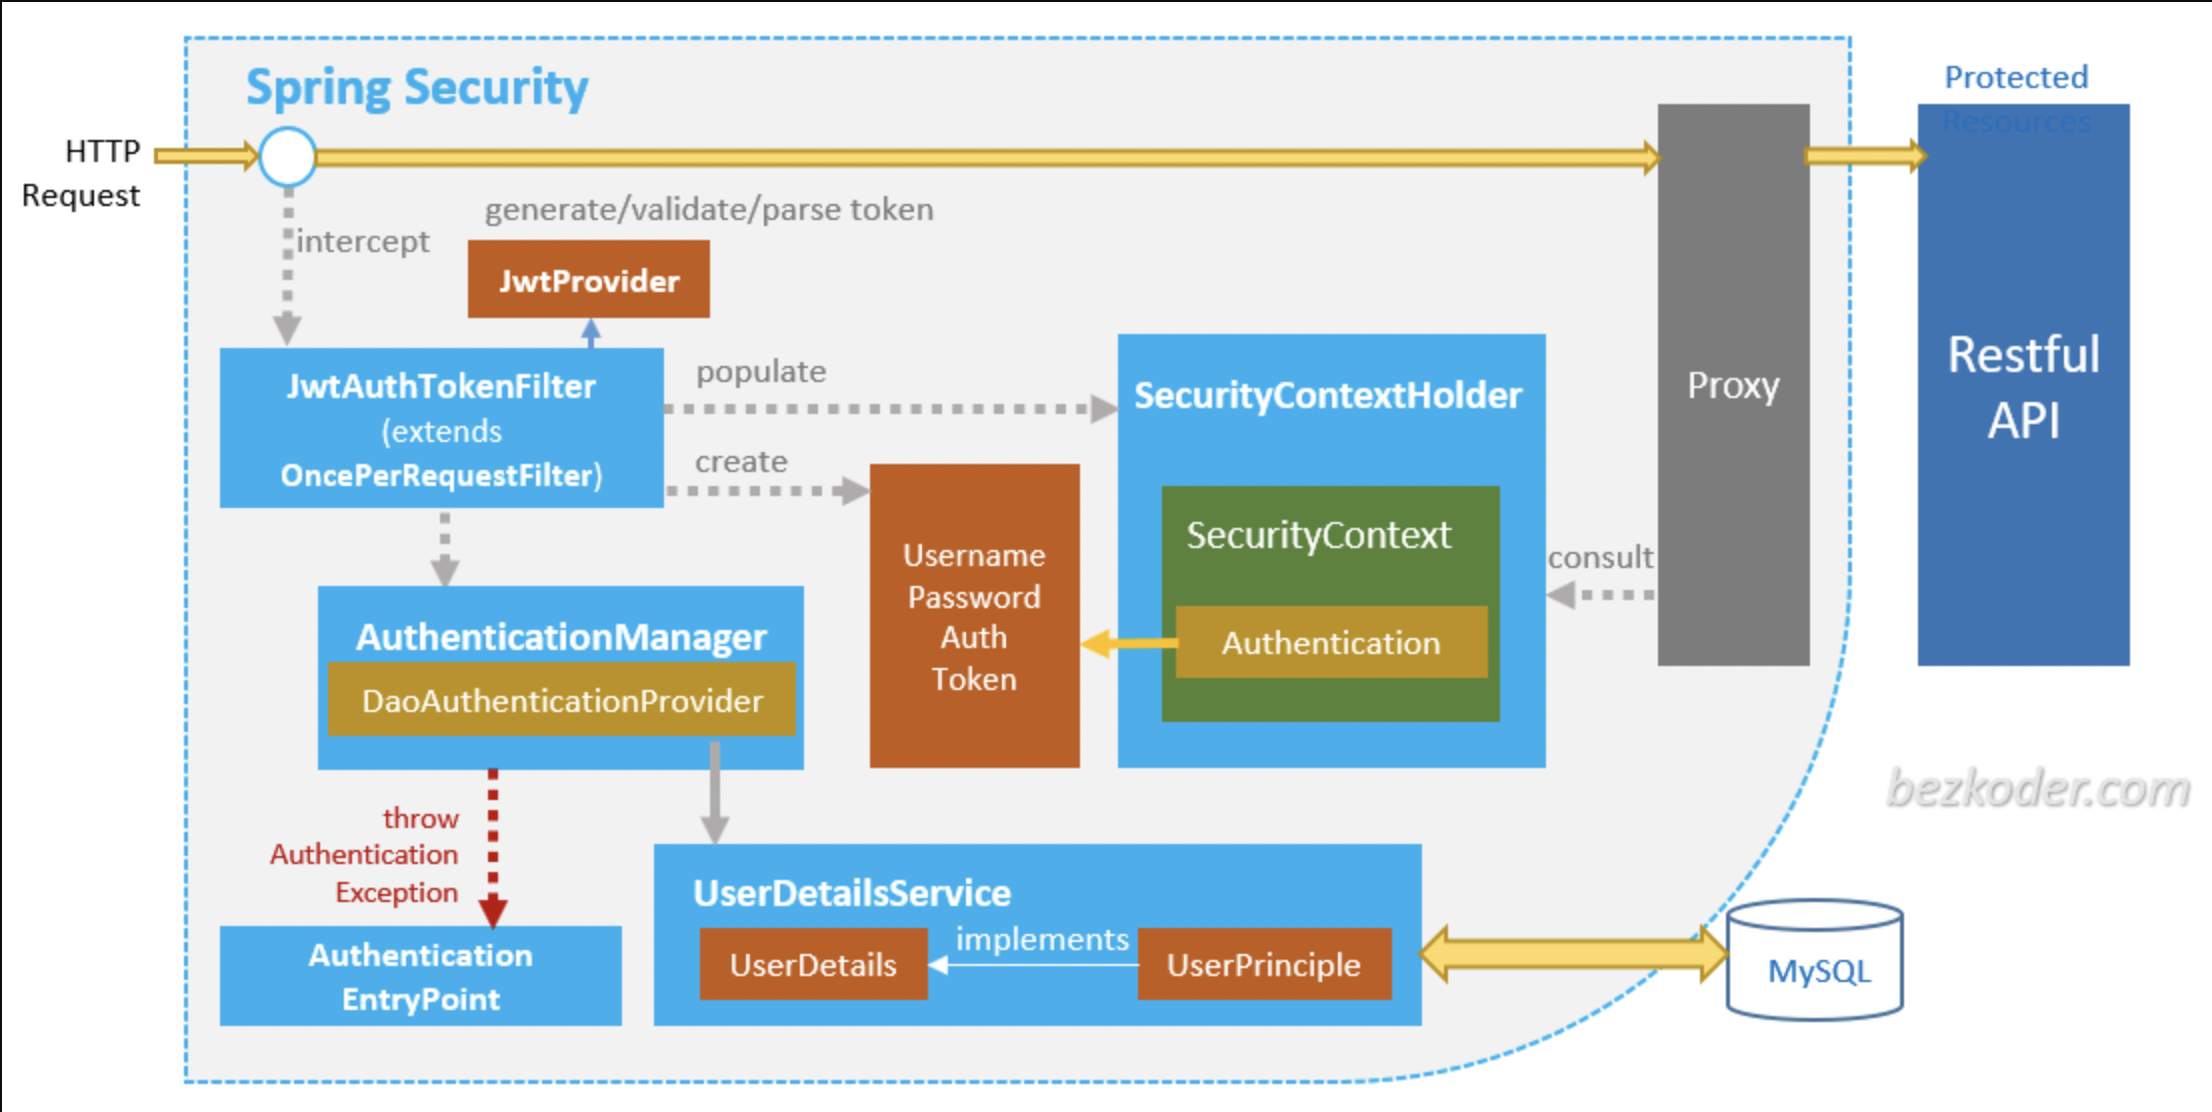 Spring Security
Protected
Resources
HTTP
Request
generate/validate/parse token
intercept
JwtProvider
JwtAuthTokenFilter
(extends
OncePerRequestFilter)
populate
create
SecurityContextHolder
Proxy
Restful
API
SecurityContext
Username
Password
Auth
Token
consult
Authentication
AuthenticationManager
DaoAuthenticationProvider
bezkoder.com
throw
Authentication
Exception
UserDetailsService
implements
UserDetails
UserPrinciple
Authentication
EntryPoint
MySQL